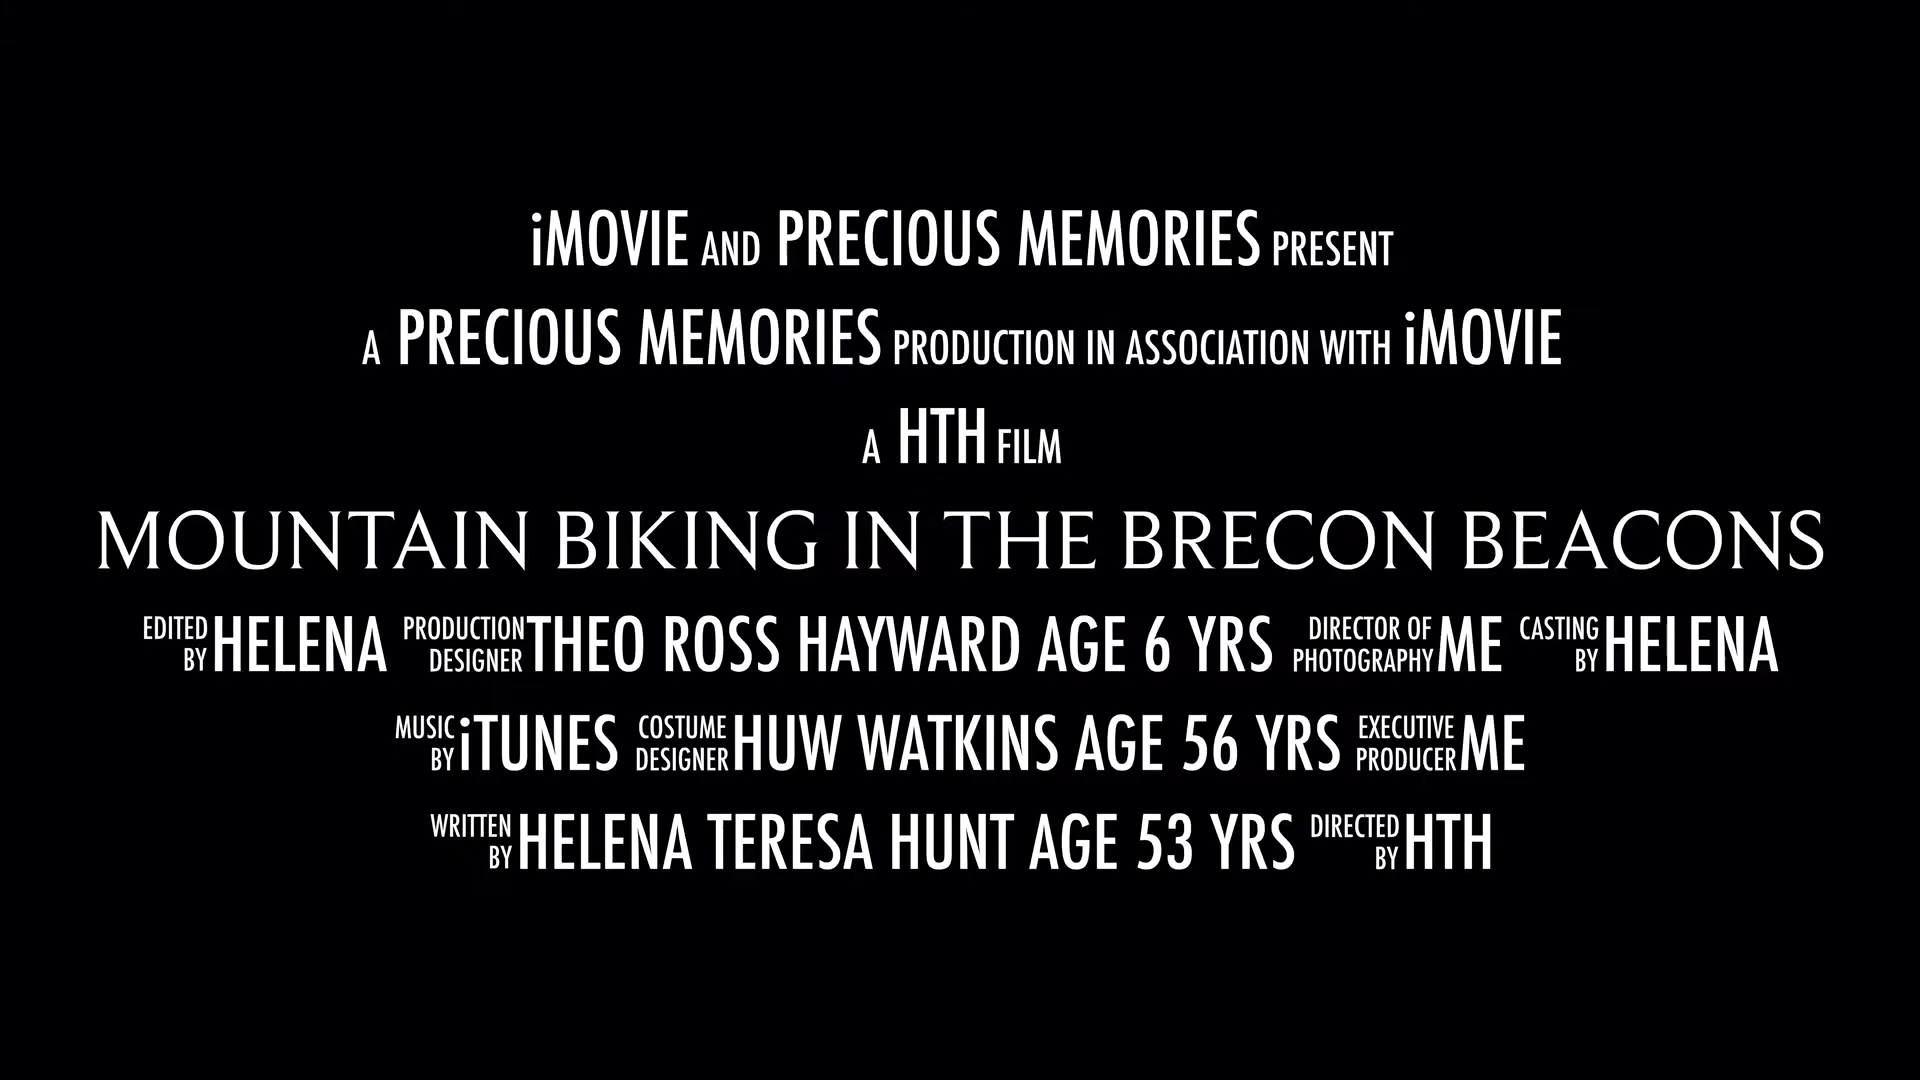 iMOVIE AND PRECIOUS MEMORIES PRESENT
A PRECIOUS MEMORIES PRODUCTION IN ASSOCIATION WITH iMOVIE
A HTH FILM
MOUNTAIN BIKING IN THE BRECON BEACONS
EDITED BY HELENA PRODUCTION DESIGNER THEO ROSS HAYWARD AGE 6 YRS DIRECTOR OF PHOTOGRAPHY ME CASTING BY HELENA
MUSIC BY iTUNES COSTUME DESIGNER HUW WATKINS AGE 56 YRS EXECUTIVE PRODUCER ME
WRITTEN BY HELENA TERESA HUNT AGE 53 YRS DIRECTED BY HTH